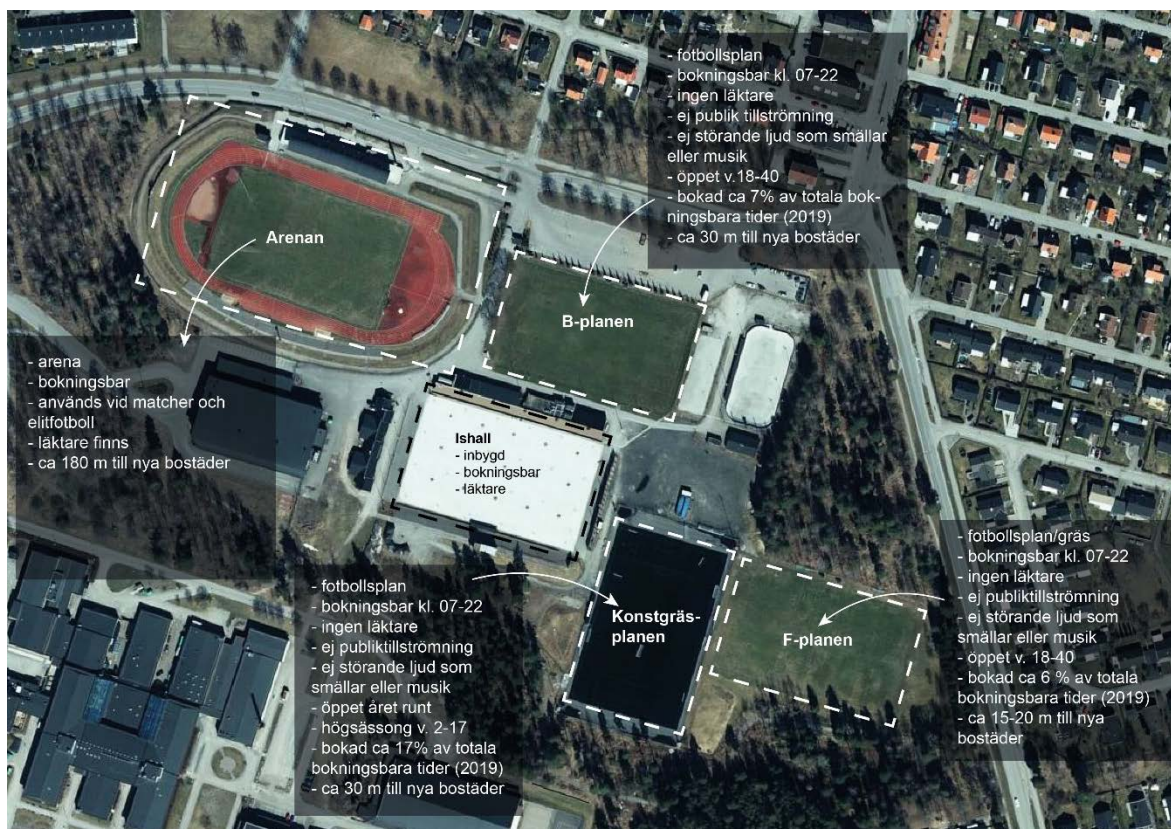 - fotbollsplan
- bokningsbar kl. 07-22
- ingen läktare
- ej publik tillströmning
- ej störande ljud som smällar
eller musik
- öppet v.18-40
- bokad ca 7% av totala bok-
ningsbara tider (2019)
- ca 30 m till nya bostäder
Arenan
B-planen
- arena
- bokningsbar
- används vid matcher och
elitfotboll
- läktare finns
- ca 180 m till nya bostäder
Ishall
- inbygd
- bokningsbar
- läktare
- fotbollsplan
- bokningsbar kl. 07-22
- ingen läktare
- ej publiktillströmning
- ej störande ljud som
smällar eller musik
- öppet året runt
- högsässong v. 2-17
- bokad ca 17% av totala
bokningsbara tider (2019)
- ca 30 m till nya bostäder
Konstgräs-
planen
F-planen
- fotbollsplan/gräs
- bokningsbar kl. 07-22
- ingen läktare
- ej publiktillströmning
- ej störande ljud som
smällar eller musik
- öppet v. 18-40
- bokad ca 6 % av totala
bokningsbara tider (2019)
- ca 15-20 m till nya
bostäder